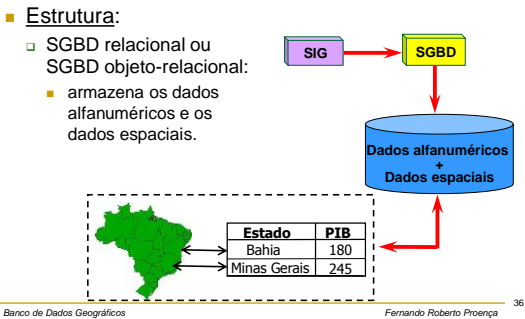 Estrutura:
SGBD relacional ou
SGBD objeto-relacional:
armazena os dados
alfanuméricos e os
dados espaciais.
SIG
SGBD
Dados alfanuméricos
+
Dados espaciais
Estado PIB
Bahia 180
Minas Gerais 245
Banco de Dados Geográficos
Fernando Roberto Proença
36